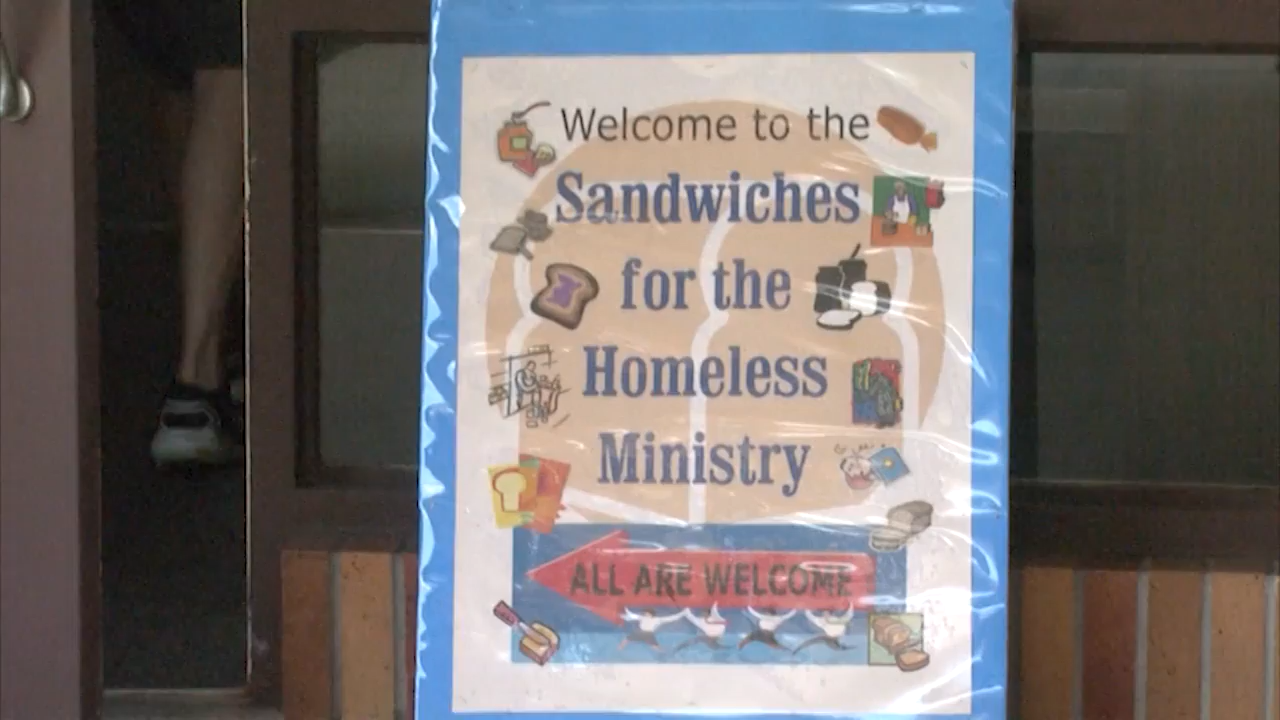 Welcome to the
Sandwiches
for the
Homeless
Ministry
ALL ARE WELCOME